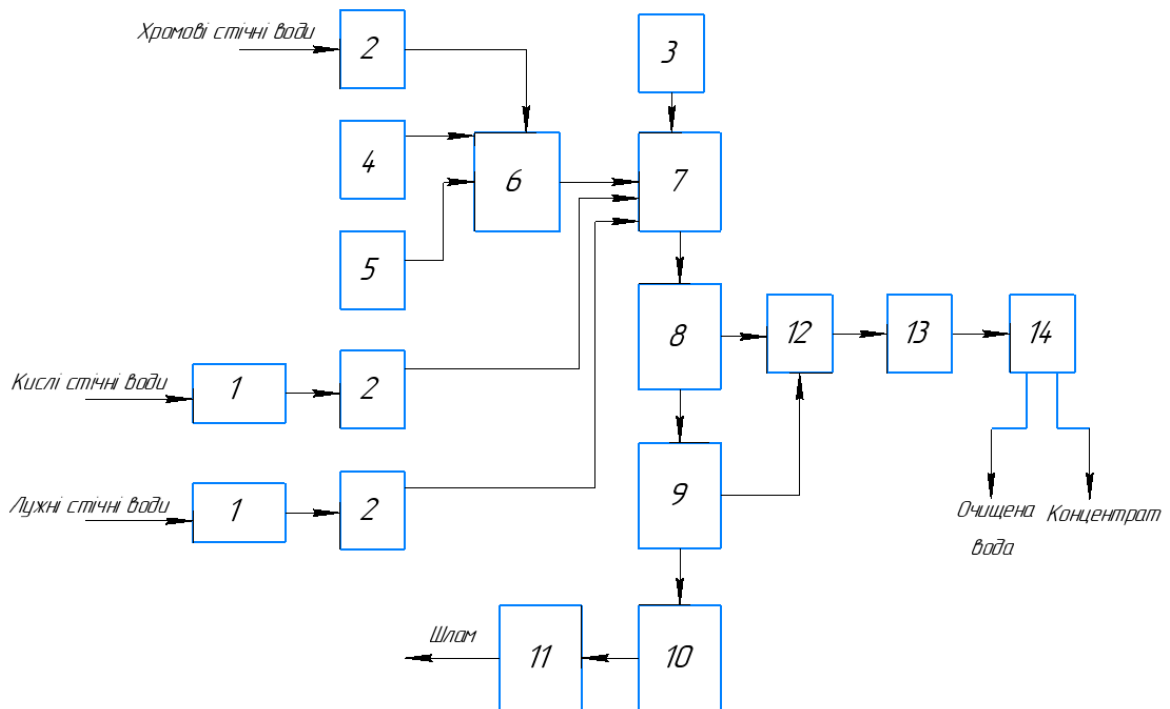 Хромові стічні води
2
3
4
6
7
5
8
12
13
14
Кислі стічні води
1
2
9
Лужні стічні води
1
2
Очищена
вода
Концентрат
Шлам
11
10